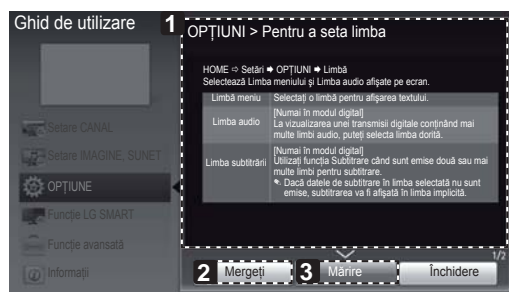 Ghid de utilizare
1
OPȚIUNI > Pentru a seta limba
HOME ⇨ Setări ➡ OPȚIUNI ➡ Limbă
Selectează Limba meniului și Limba audio afișate pe ecran.
Limbă meniu Selectați o limbă pentru afișarea textului.
[Numai în modul digital]
Limba audio La vizualizarea unei transmisii digitale conținând mai
multe limbi audio, puteți selecta limba dorită.
[Numai în modul digital]
Limba subtitrării Utilizați funcția Subtitrare când sunt emise două sau mai
multe limbi pentru subtitrare.
Dacă datele de subtitrare în limba selectată nu sunt
emise, subtitrarea va fi afișată în limba implicită.
Setare CANAL
Setare IMAGINE, SUNET
OPȚIUNE
Funcție LG SMART
Funcție avansată
Informații
1/2
2 Mergeți 3 Mărire Închidere